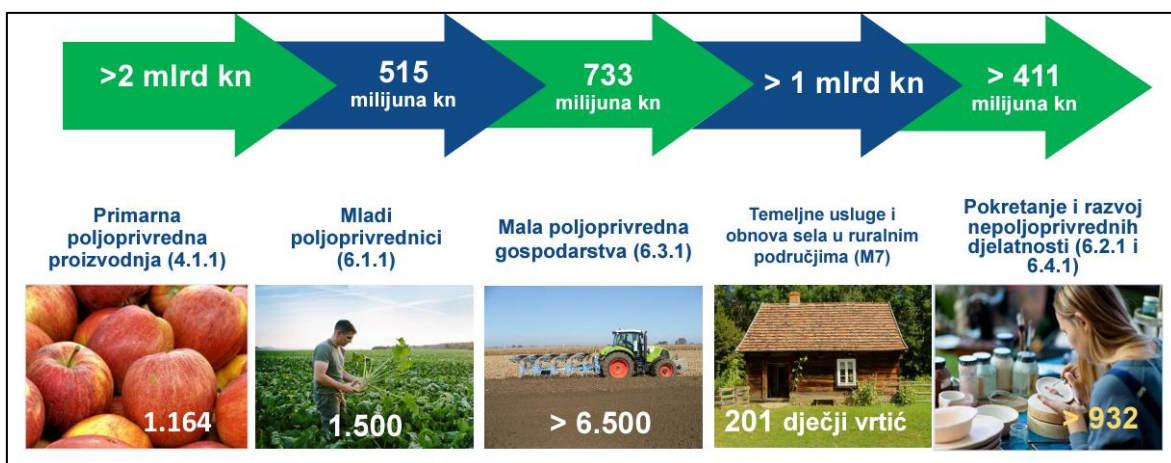 >2 mlrd kn
515
milijuna kn
733
milijuna kn
> 1 mlrd kn
> 411
milijuna kn
Primarna
poljoprivredna
proizvodnja (4.1.1)
Mladi
poljoprivrednici
(6.1.1)
Mala poljoprivredna
gospodarstva (6.3.1)
Temeljne usluge i
obnova sela u ruralnim
područjima (M7)
Pokretanje i razvoj
nepoljoprivrednih
djelatnosti (6.2.1 i
6.4.1)
1.164
1.500
> 6.500
201 dječji vrtić
> 932